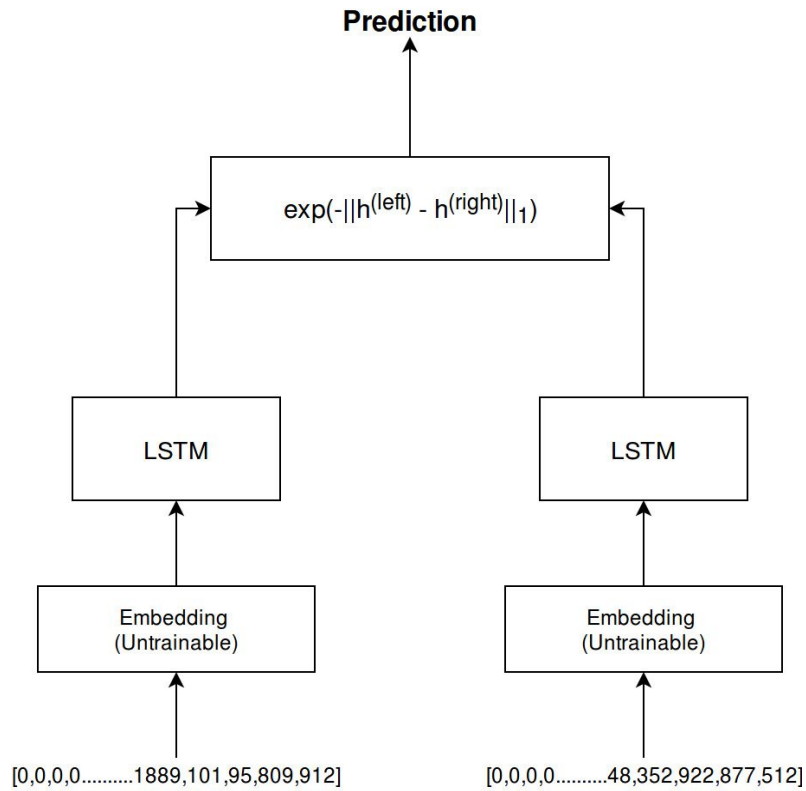 Prediction
exp(-||h^(left) - h^(right)||₁)
LSTM
LSTM
Embedding
(Untrainable)
Embedding
(Untrainable)
[0,0,0,0..........1889,101,95,809,912]
[0,0,0,0..........48,352,922,877,512]